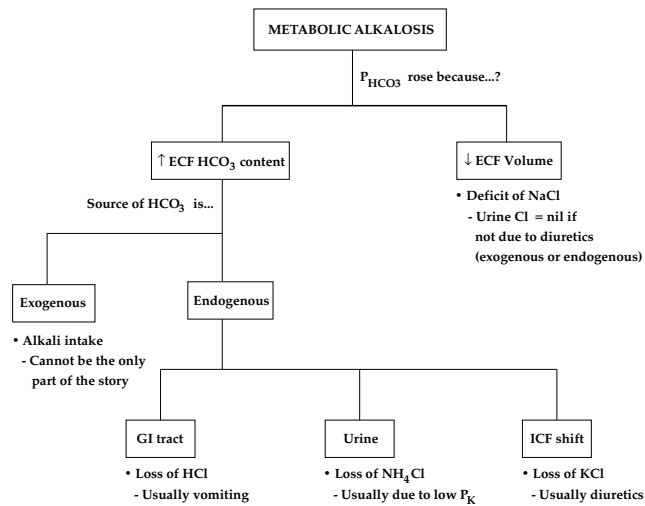 METABOLIC ALKALOSIS
P_HCO3 rose because...?
↑ ECF HCO3 content
↓ ECF Volume
Source of HCO3 is...
• Deficit of NaCl
- Urine Cl = nil if
not due to diuretics
(exogenous or endogenous)
Exogenous
Endogenous
• Alkali intake
- Cannot be the only
part of the story
GI tract
Urine
ICF shift
• Loss of HCl
- Usually vomiting
• Loss of NH4Cl
- Usually due to low P_K
• Loss of KCl
- Usually diuretics